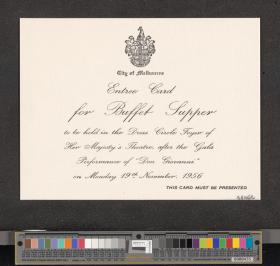 City of Melbourne
Entree Card
for Buffet Supper
to be held in the Dress Circle Foyer of
Her Majesty's Theatre, after the Gala
Performance of "Don Giovanni"
on Monday 19th November, 1956
THIS CARD MUST BE PRESENTED